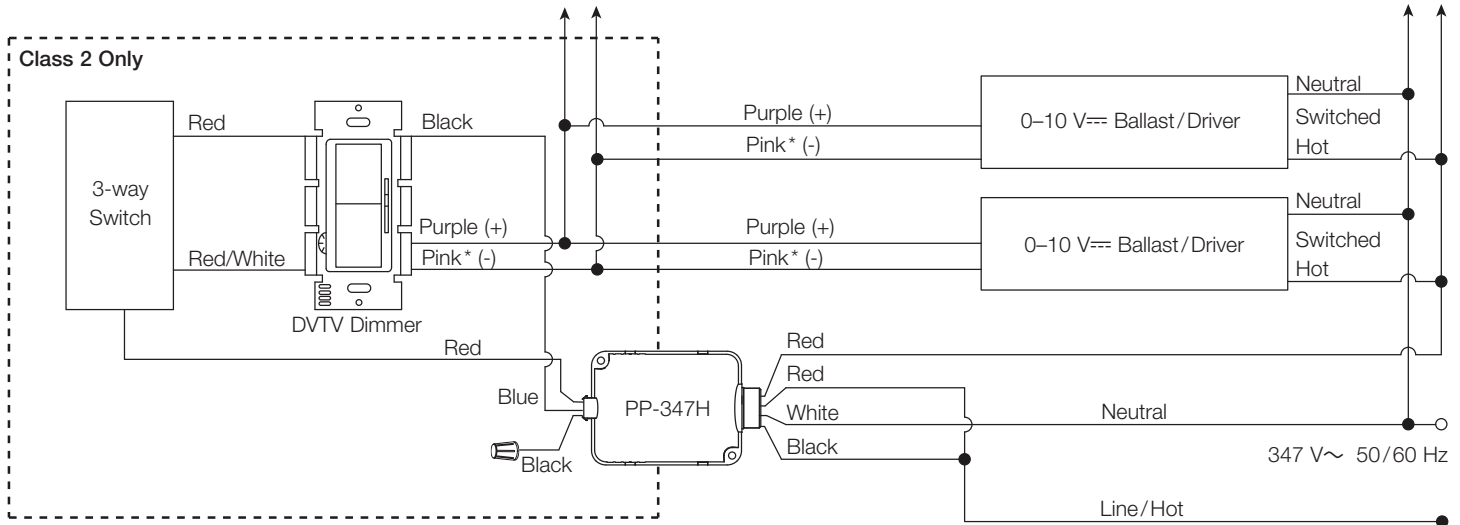 Class 2 Only
3-way
Switch
Red
Red/White
Black
Purple (+)
Pink* (-)
DVTV Dimmer
Purple (+)
Pink* (-)
0–10 V⎓ Ballast/Driver
Neutral
Switched
Hot
Purple (+)
Pink* (-)
0–10 V⎓ Ballast/Driver
Neutral
Switched
Hot
Red
Blue
Black
PP-347H
Red
Red
White
Black
Neutral
347 V~ 50/60 Hz
Line/Hot